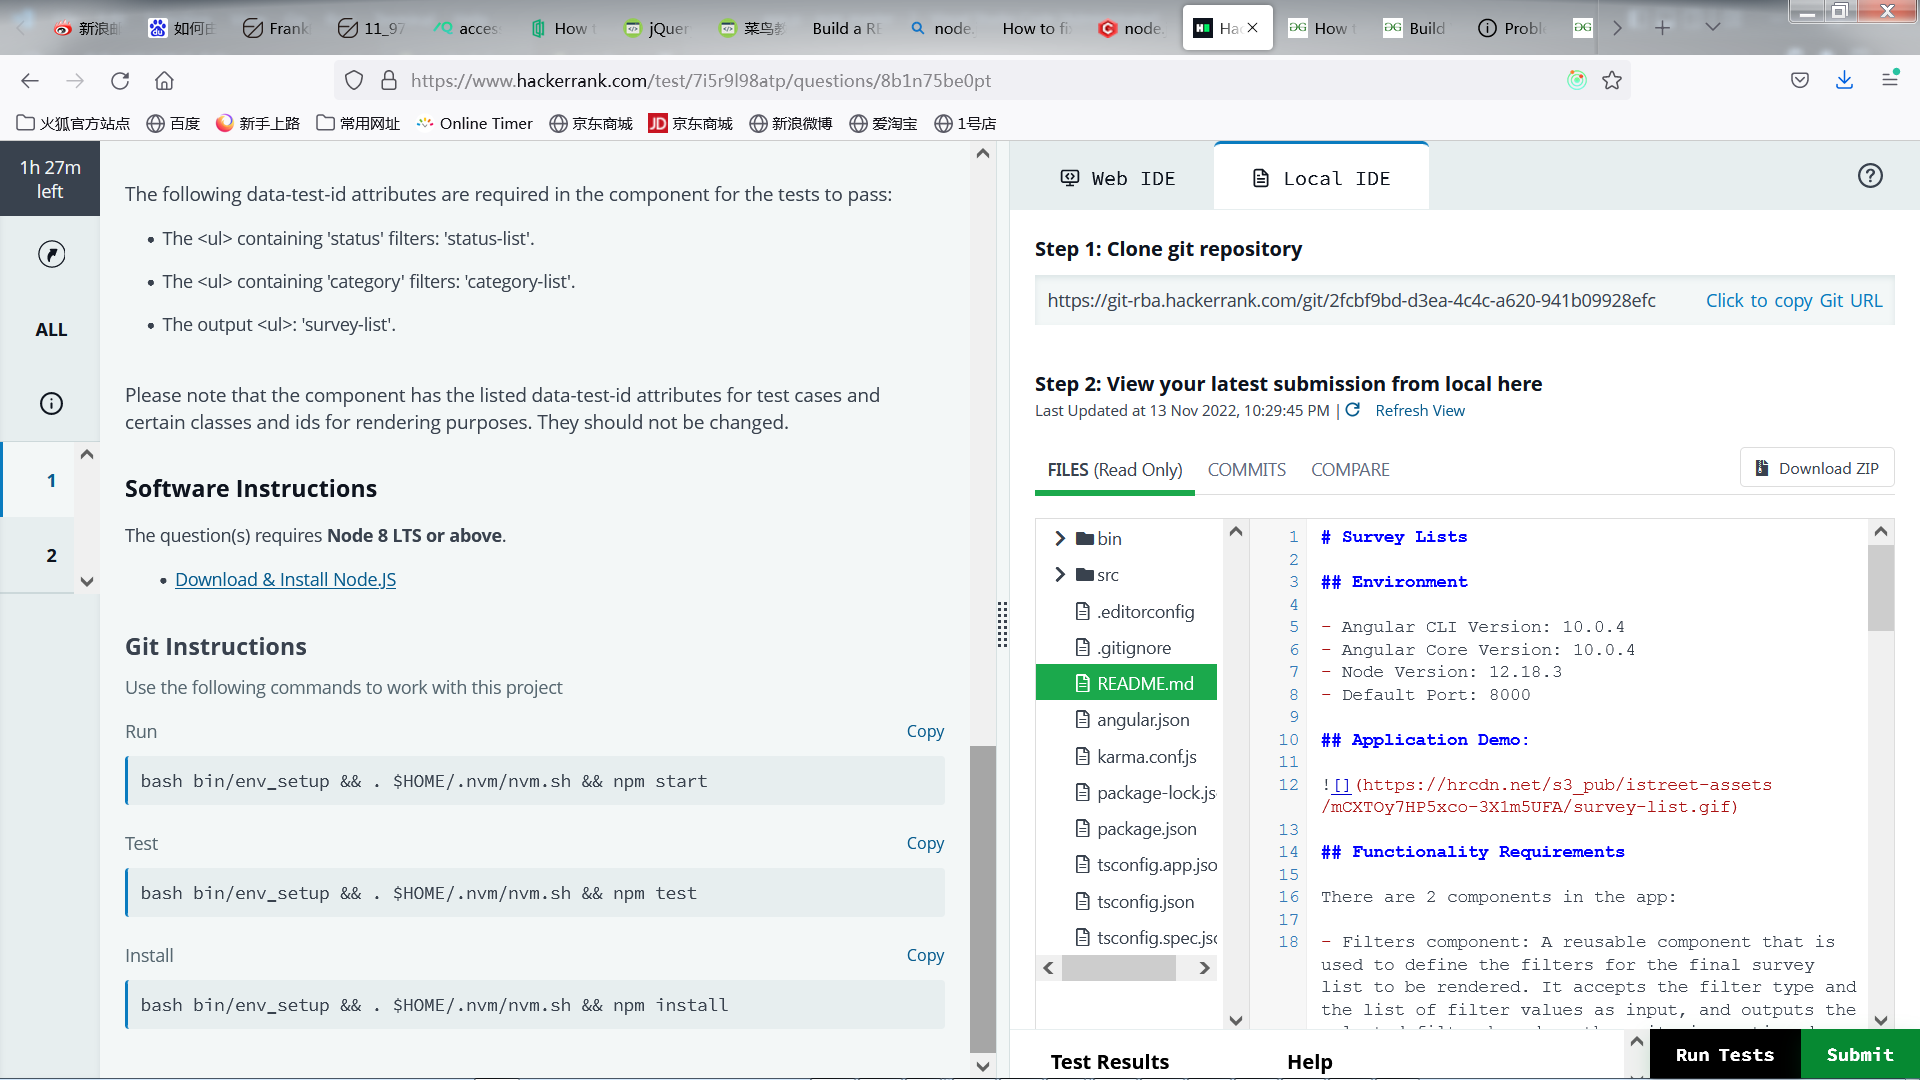 新浪邮
如何用
Frank
11_97
acces
How t
jQuer
菜鸟教
Build a RE
node.
How to fi
node.
Hac
How t
Build
Proble
https://www.hackerrank.com/test/7i5r9l98atp/questions/8b1n75be0pt
火狐官方站点
百度
新手上路
常用网址
Online Timer
京东商城
JD 京东商城
新浪微博
爱淘宝
1号店
1h 27m
left
ALL
1
2
The following data-test-id attributes are required in the component for the tests to pass:
• The <ul> containing 'status' filters: 'status-list'.
• The <ul> containing 'category' filters: 'category-list'.
• The output <ul>: 'survey-list'.
Please note that the component has the listed data-test-id attributes for test cases and
certain classes and ids for rendering purposes. They should not be changed.
Software Instructions
The question(s) requires Node 8 LTS or above.
• Download & Install Node.JS
Git Instructions
Use the following commands to work with this project
Run Copy
bash bin/env_setup && . $HOME/.nvm/nvm.sh && npm start
Test Copy
bash bin/env_setup && . $HOME/.nvm/nvm.sh && npm test
Install Copy
bash bin/env_setup && . $HOME/.nvm/nvm.sh && npm install
Web IDE
Local IDE
Step 1: Clone git repository
https://git-rba.hackerrank.com/git/2fcbf9bd-d3ea-4c4c-a620-941b09928efc Click to copy Git URL
Step 2: View your latest submission from local here
Last Updated at 13 Nov 2022, 10:29:45 PM | Refresh View
FILES (Read Only) COMMITS COMPARE Download ZIP
bin
src
.editorconfig
.gitignore
README.md
angular.json
karma.conf.js
package-lock.js
package.json
tsconfig.app.jso
tsconfig.json
tsconfig.spec.jsc
1 # Survey Lists
2
3 ## Environment
4
5 - Angular CLI Version: 10.0.4
6 - Angular Core Version: 10.0.4
7 - Node Version: 12.18.3
8 - Default Port: 8000
9
10 ## Application Demo:
11
12 ![](https://hrcdn.net/s3_pub/istreet-assets
/mCXTOy7HP5xco-3X1m5UFA/survey-list.gif)
13
14 ## Functionality Requirements
15
16 There are 2 components in the app:
17
18 - Filters component: A reusable component that is
used to define the filters for the final survey
list to be rendered. It accepts the filter type and
the list of filter values as input, and outputs the
Test Results
Help
Run Tests
Submit